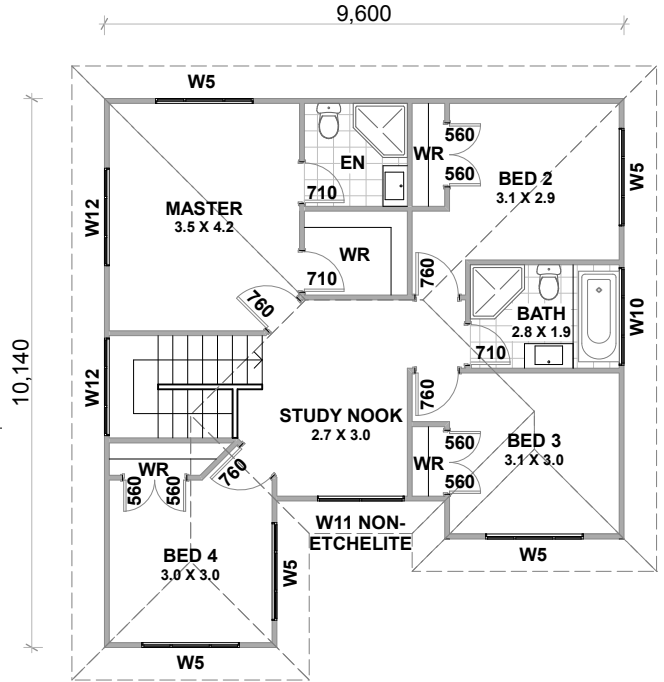 9,600
10,140
W5
EN
WR
560
560
BED 2
3.1 X 2.9
W5
W12
MASTER
3.5 X 4.2
710
WR
710
760
760
BATH
2.8 X 1.9
W10
710
W12
STUDY NOOK
2.7 X 3.0
760
WR
560
560
BED 3
3.1 X 3.0
W5
WR
760
560
560
W11 NON-
ETCHELITE
BED 4
3.0 X 3.0
W5
W5